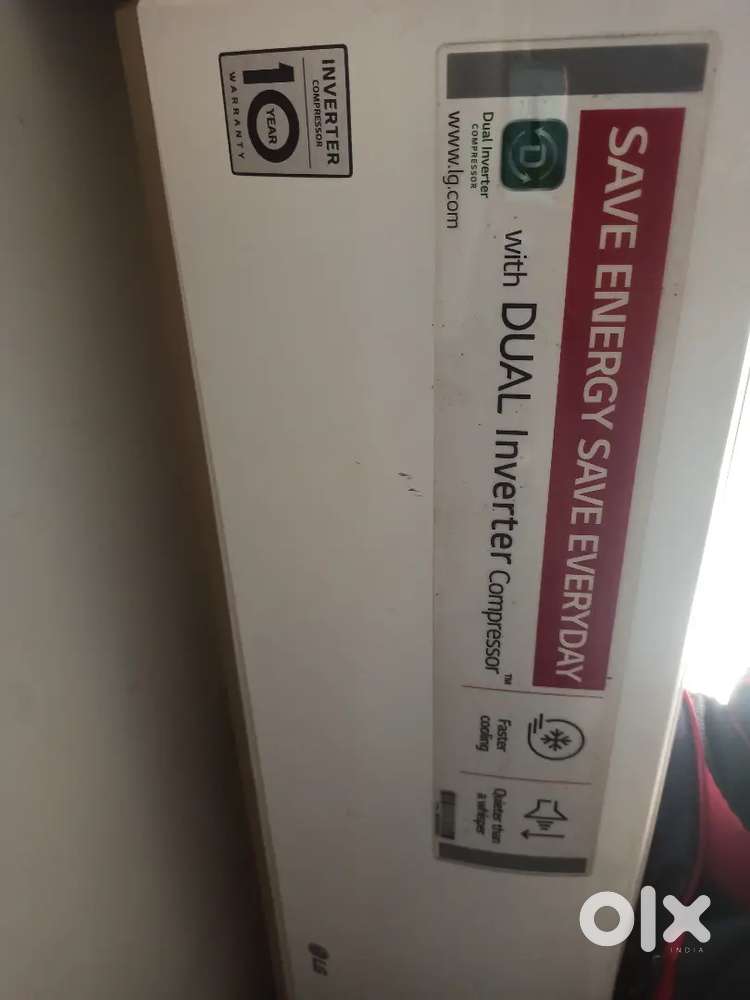 INVERTER
COMPRESSOR
10
YEAR
WARRANTY
SAVE ENERGY SAVE EVERYDAY
with DUAL Inverter Compressor™
D
Dual Inverter
COMPRESSOR
www.lg.com
Faster
cooling
Quieter than
a whisper
LG
olx
INDIA